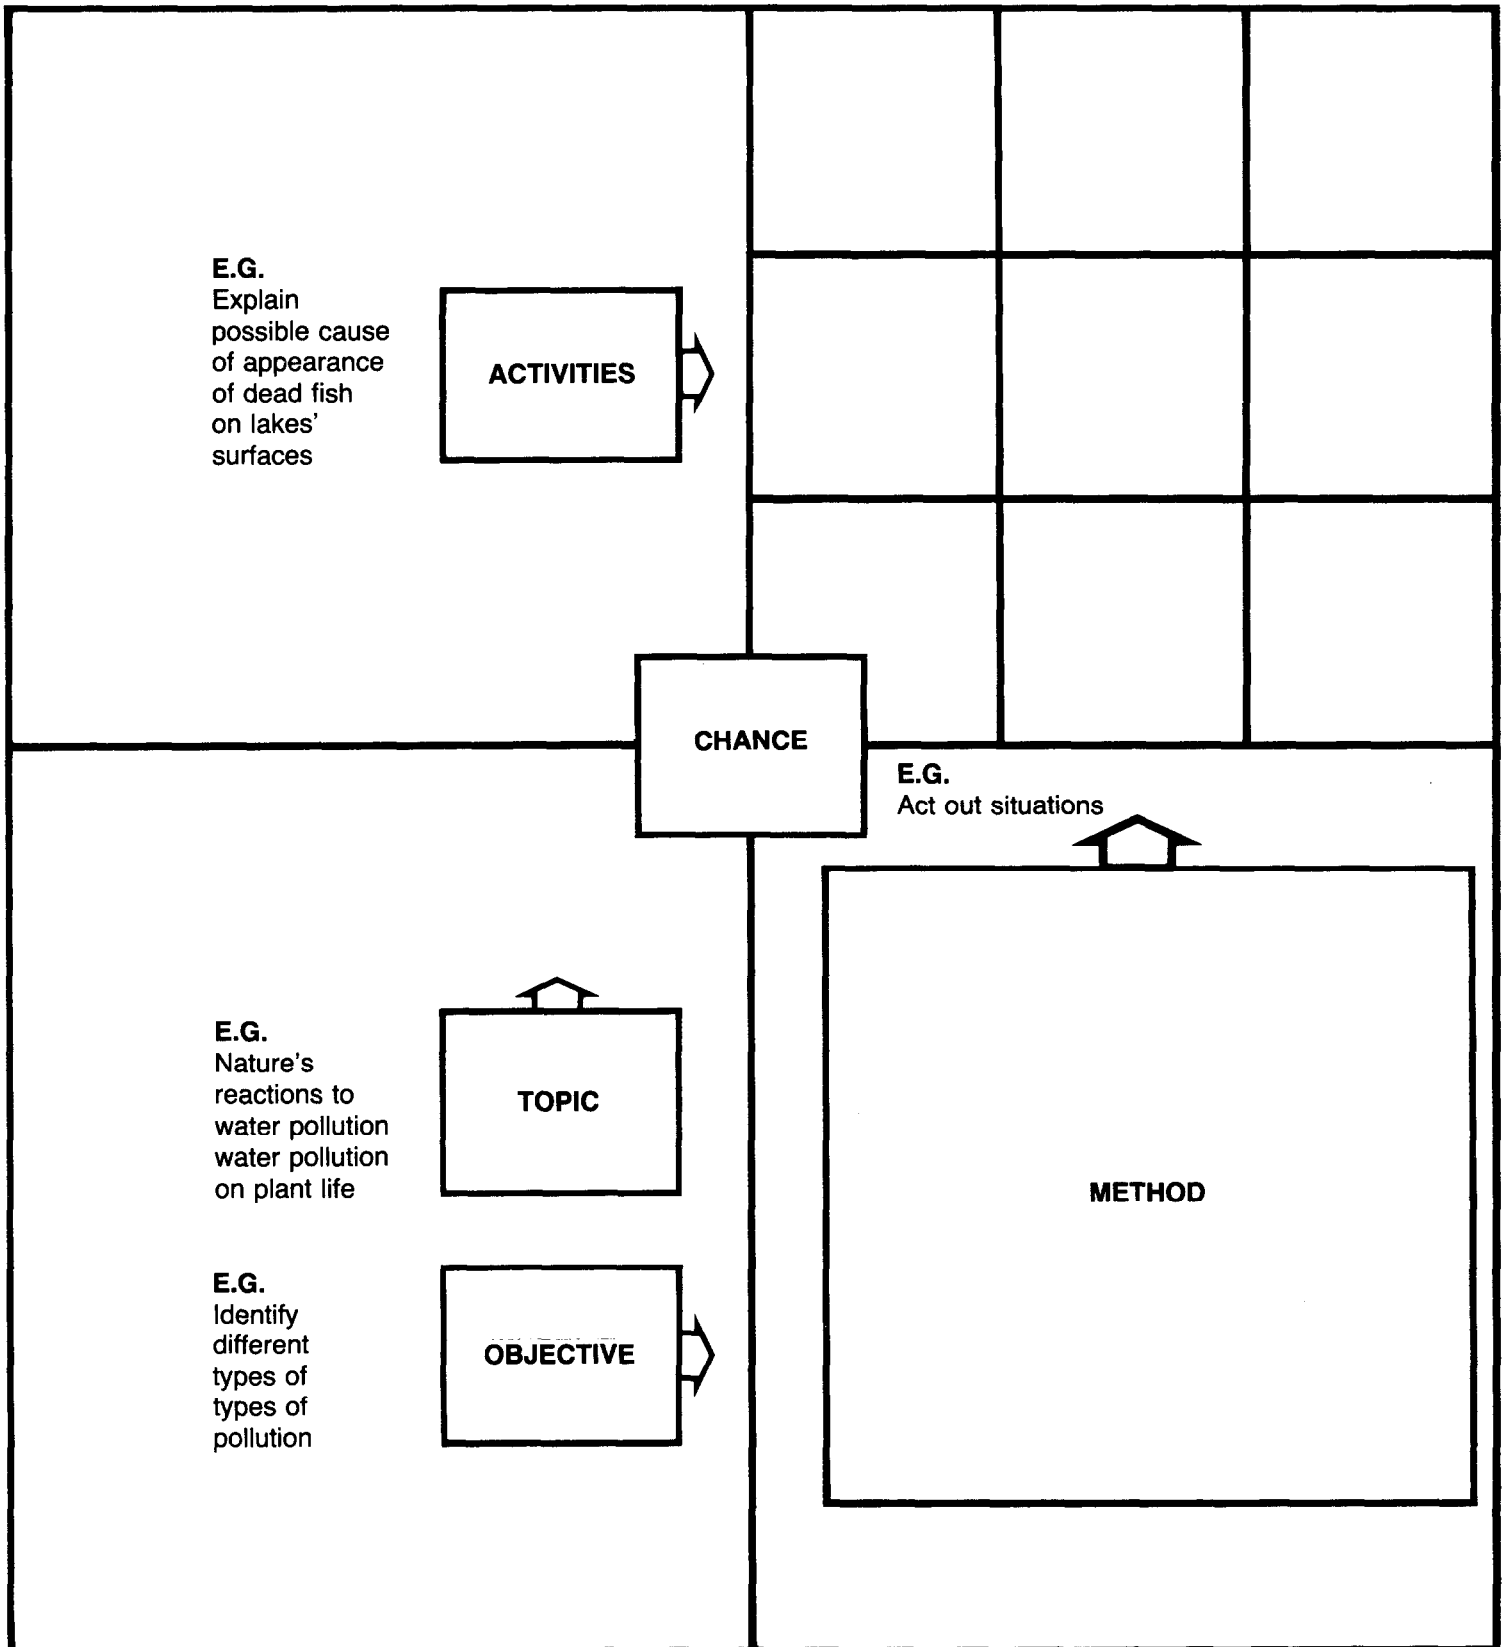 E.G.
Explain
possible cause
of appearance
of dead fish
on lakes'
surfaces
ACTIVITIES
CHANCE
E.G.
Act out situations
E.G.
Nature's
reactions to
water pollution
water pollution
on plant life
TOPIC
METHOD
E.G.
Identify
different
types of
types of
pollution
OBJECTIVE